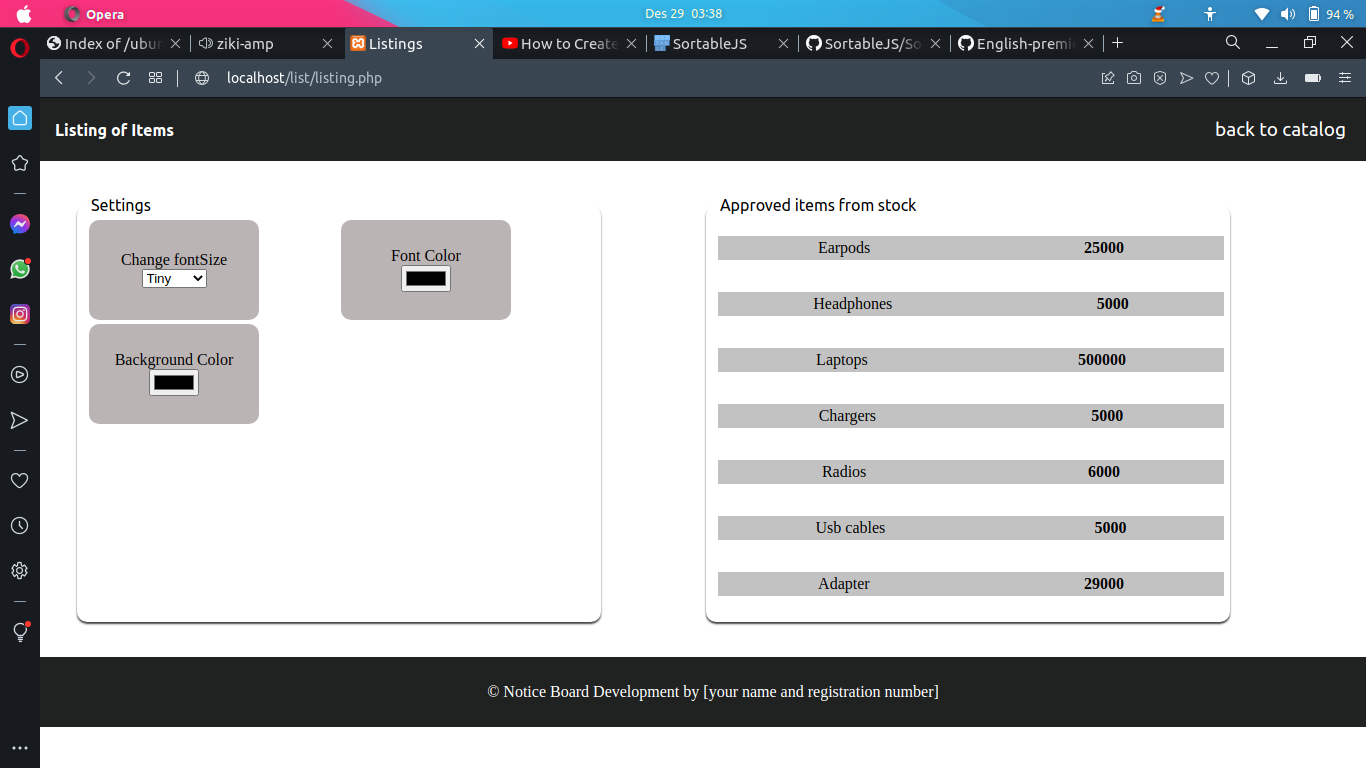 Opera
Des 29 03:38
94 %
Index of /ubu
ziki-amp
Listings
How to Create
SortableJS
SortableJS/So
English-premi
localhost/list/listing.php
Listing of Items
back to catalog
Settings
Change fontSize
Tiny
Font Color
Background Color
Approved items from stock
Earpods 25000
Headphones 5000
Laptops 500000
Chargers 5000
Radios 6000
Usb cables 5000
Adapter 29000
© Notice Board Development by [your name and registration number]